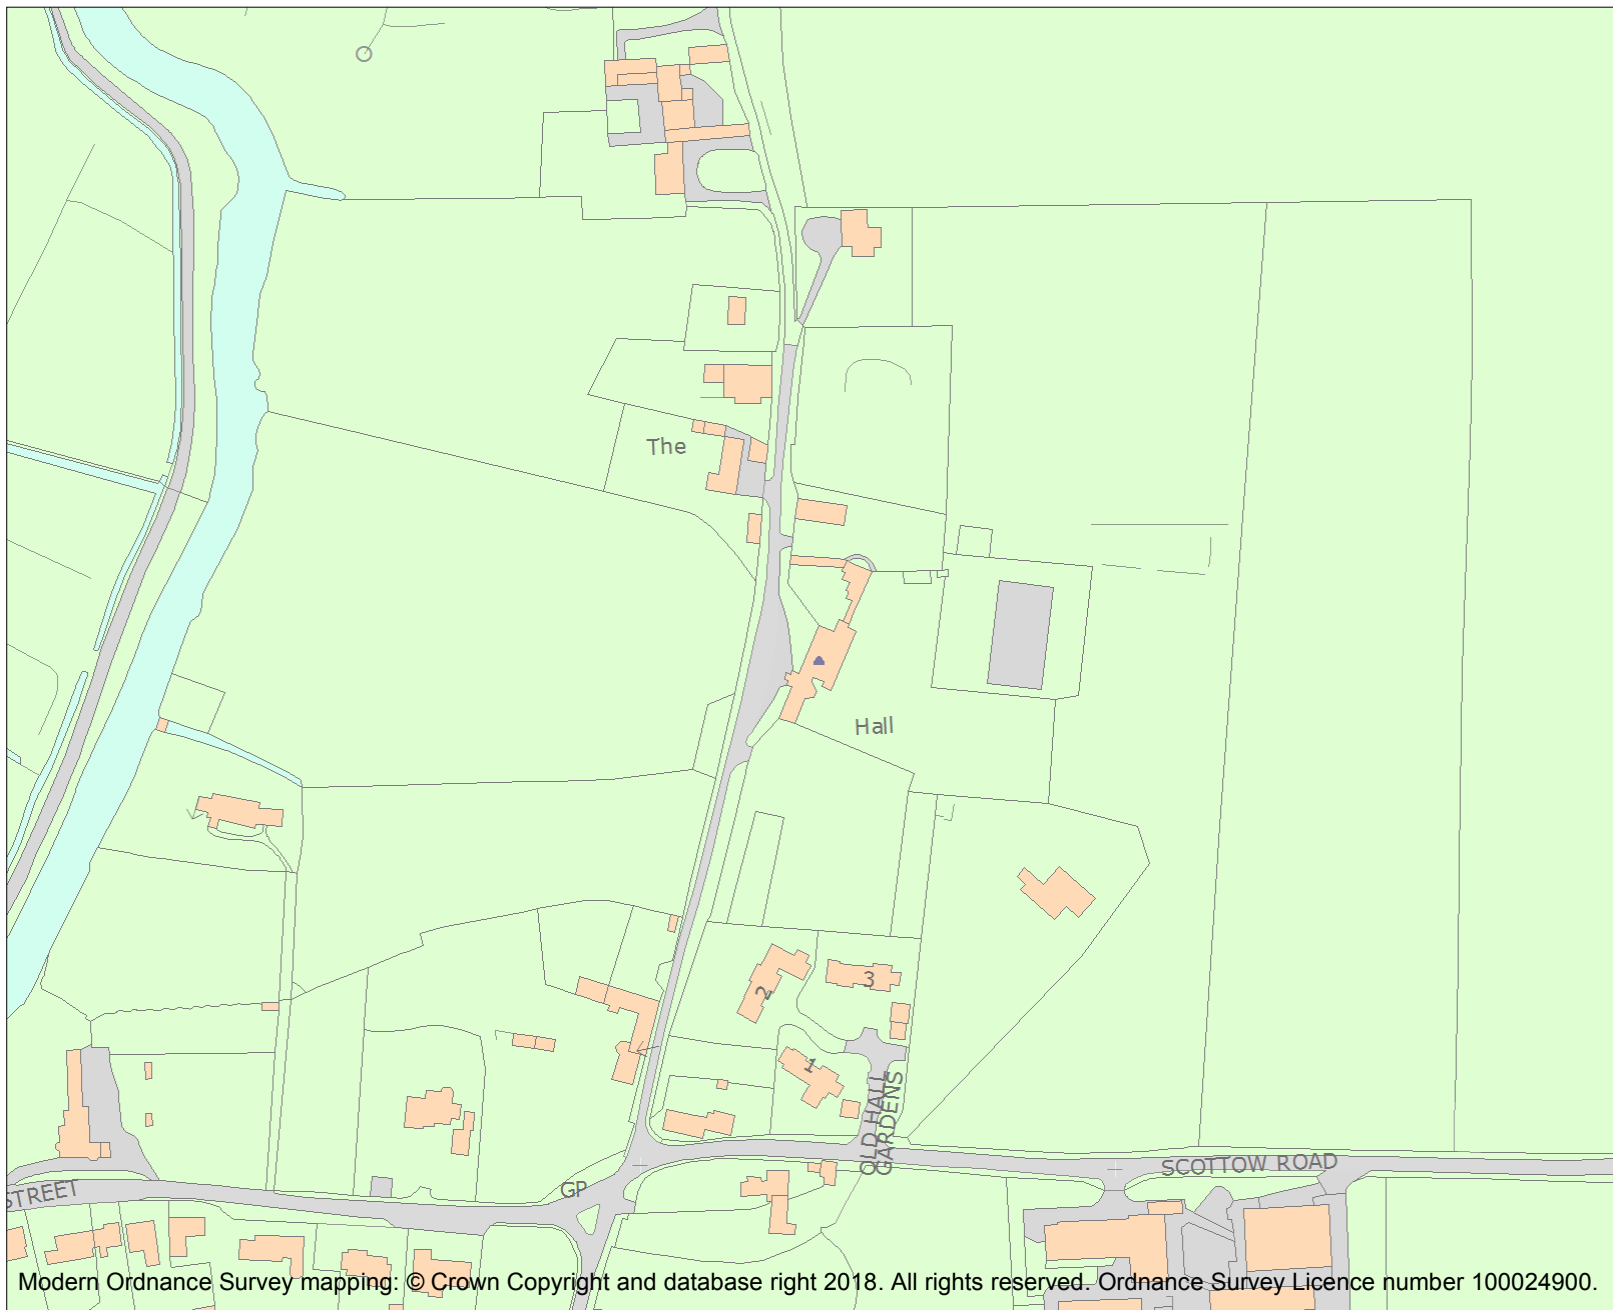 The
Hall
2
3
1
OLD HALL
GARDENS
SCOTTOW ROAD
GP
STREET
Modern Ordnance Survey mapping: © Crown Copyright and database right 2018. All rights reserved. Ordnance Survey Licence number 100024900.